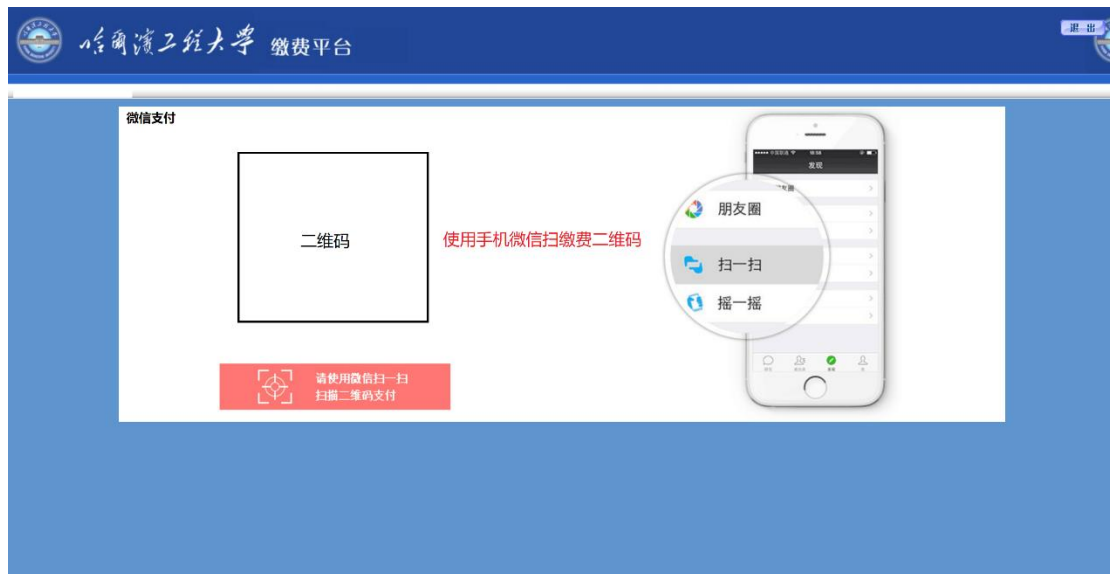 哈尔滨工程大学 缴费平台
退 出
微信支付
二维码
使用手机微信扫缴费二维码
请使用微信扫一扫
扫描二维码支付
发现
朋友圈
扫一扫
摇一摇